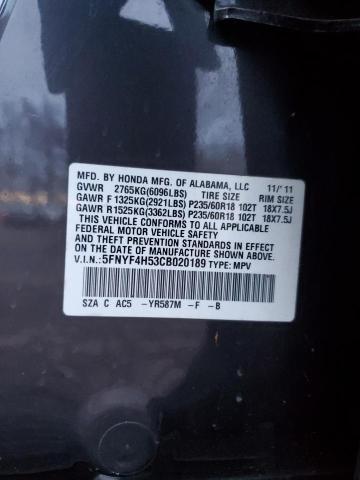 MFD. BY HONDA MFG. OF ALABAMA, LLC 11/'11
GVWR 2765KG(6096LBS) TIRE SIZE RIM SIZE
GAWR F 1325KG(2921LBS) P235/60R18 102T 18X7.5J
GAWR R1525KG(3362LBS) P235/60R18 102T 18X7.5J
THIS VEHICLE CONFORMS TO ALL APPLICABLE
FEDERAL MOTOR VEHICLE SAFETY
AND THEFT PREVENTION STANDARDS IN EFFECT
ON THE DATE OF MANUFACTURE SHOWN ABOVE.
V.I.N.: 5FNYF4H53CB020189 TYPE: MPV
SZA C AC5 -YR587M -F -B